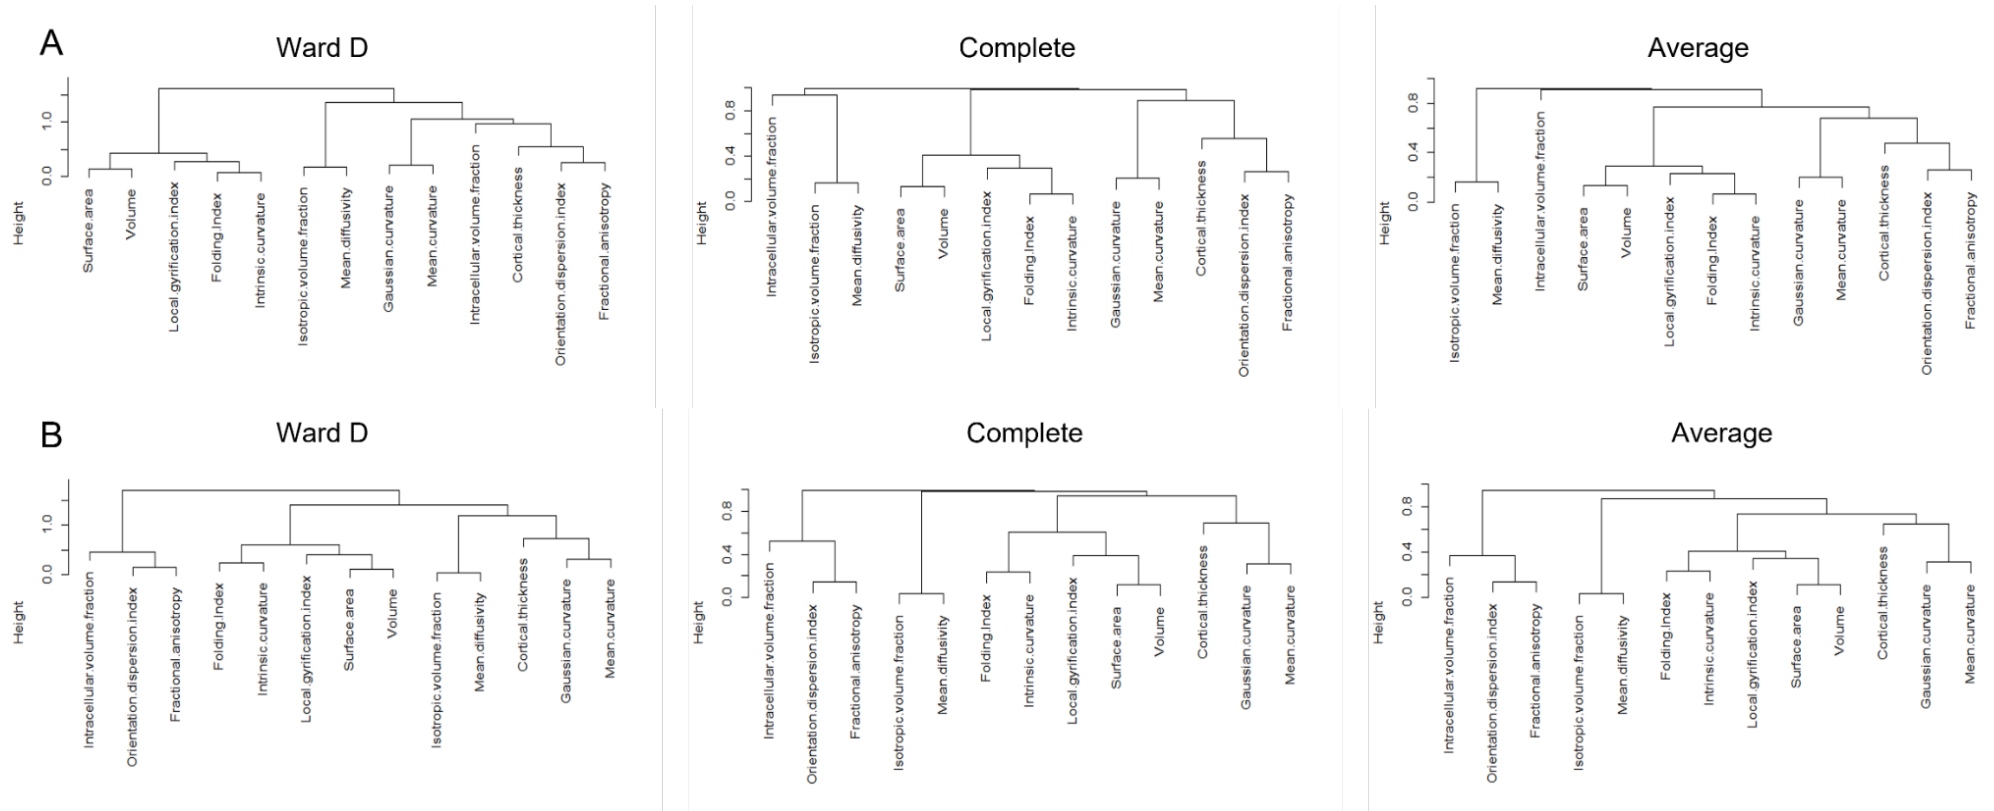 A
Ward D
Complete
Average
Height
0.0
1.0
Surface.area
Volume
Local.gyrification.index
Folding.Index
Intrinsic.curvature
Isotropic.volume.fraction
Mean.diffusivity
Gaussian.curvature
Mean.curvature
Intracellular.volume.fraction
Cortical.thickness
Orientation.dispersion.index
Fractional.anisotropy
Height
0.0
0.4
0.8
Intracellular.volume.fraction
Isotropic.volume.fraction
Mean.diffusivity
Surface.area
Volume
Local.gyrification.index
Folding.Index
Intrinsic.curvature
Gaussian.curvature
Mean.curvature
Cortical.thickness
Orientation.dispersion.index
Fractional.anisotropy
Height
0.0
0.4
0.8
Isotropic.volume.fraction
Mean.diffusivity
Intracellular.volume.fraction
Surface.area
Volume
Local.gyrification.index
Folding.Index
Intrinsic.curvature
Gaussian.curvature
Mean.curvature
Cortical.thickness
Orientation.dispersion.index
Fractional.anisotropy
B
Ward D
Complete
Average
Height
0.0
1.0
Intracellular.volume.fraction
Orientation.dispersion.index
Fractional.anisotropy
Folding.Index
Intrinsic.curvature
Local.gyrification.index
Surface.area
Volume
Isotropic.volume.fraction
Mean.diffusivity
Cortical.thickness
Gaussian.curvature
Mean.curvature
Height
0.0
0.4
0.8
Intracellular.volume.fraction
Orientation.dispersion.index
Fractional.anisotropy
Isotropic.volume.fraction
Mean.diffusivity
Folding.Index
Intrinsic.curvature
Local.gyrification.index
Surface.area
Volume
Cortical.thickness
Gaussian.curvature
Mean.curvature
Height
0.0
0.4
0.8
Intracellular.volume.fraction
Orientation.dispersion.index
Fractional.anisotropy
Isotropic.volume.fraction
Mean.diffusivity
Folding.Index
Intrinsic.curvature
Local.gyrification.index
Surface.area
Volume
Cortical.thickness
Gaussian.curvature
Mean.curvature